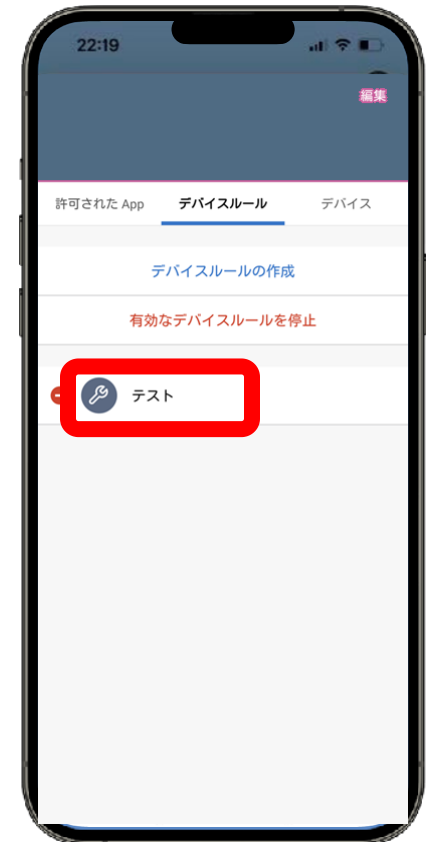 22:19
編集
許可された App デバイスルール デバイス
デバイスルールの作成
有効なデバイスルールを停止
テスト